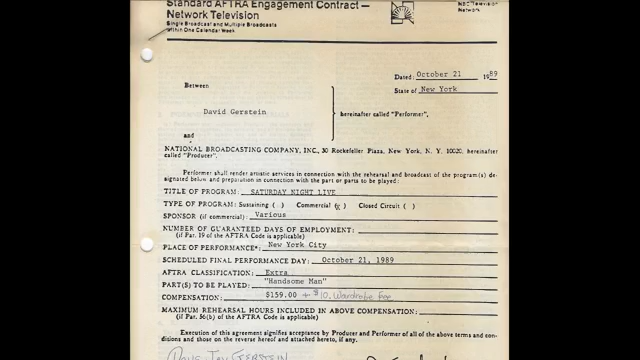 Standard AFTRA Engagement Contract—
Network Television
Single Broadcast and Multiple Broadcasts
within One Calendar Week
NBC Television
Network
Dated: October 21 1989
Between
State of New York
David Gerstein
hereinafter called "Performer",
and
NATIONAL BROADCASTING COMPANY, INC., 30 Rockefeller Plaza, New York, N. Y. 10020, hereinafter
called "Producer".
Performer shall render artistic services in connection with the rehearsal and broadcast of the program(s) de-
signated below and preparation in connection with the part or parts to be played:
TITLE OF PROGRAM: SATURDAY NIGHT LIVE
TYPE OF PROGRAM: Sustaining ( ) Commercial (x) Closed Circuit ( )
SPONSOR (if commercial): Various
NUMBER OF GUARANTEED DAYS OF EMPLOYMENT:
(if Par. 19 of the AFTRA Code is applicable)
PLACE OF PERFORMANCE*: New York City
SCHEDULED FINAL PERFORMANCE DAY: October 21, 1989
AFTRA CLASSIFICATION: Extra
PART(S) TO BE PLAYED: "Handsome Man"
COMPENSATION: $159.00 + $10. Wardrobe fee
MAXIMUM REHEARSAL HOURS INCLUDED IN ABOVE COMPENSATION:
(if Par. 56(b) of the AFTRA Code is applicable)
Execution of this agreement signifies acceptance by Producer and Performer of all of the above terms and con-
ditions and those on the reverse hereof and attached hereto, if any.
GERSTEIN